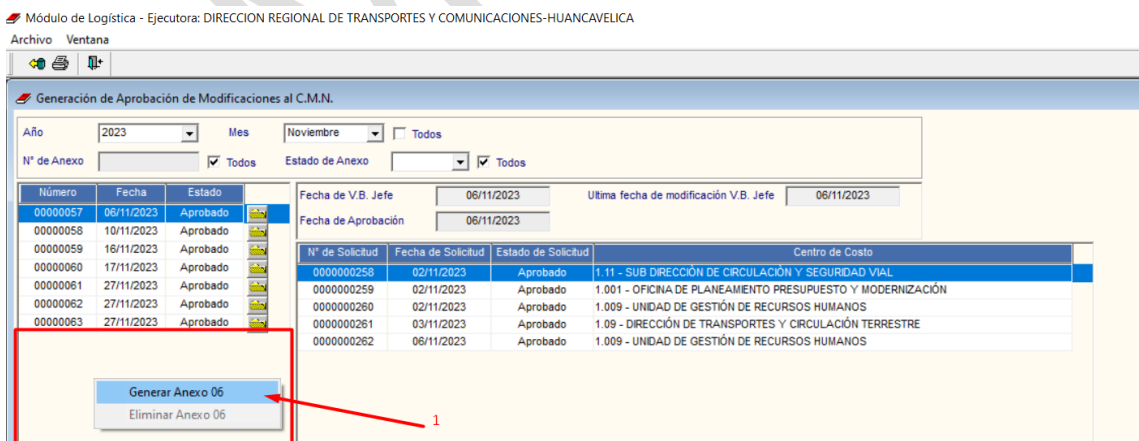 Módulo de Logística - Ejecutora: DIRECCION REGIONAL DE TRANSPORTES Y COMUNICACIONES-HUANCAVELICA
Archivo Ventana
Generación de Aprobación de Modificaciones al C.M.N.
Año 2023 Mes Noviembre Todos
N° de Anexo Todos Estado de Anexo Todos
Número Fecha Estado
00000057 06/11/2023 Aprobado
00000058 10/11/2023 Aprobado
00000059 16/11/2023 Aprobado
00000060 17/11/2023 Aprobado
00000061 27/11/2023 Aprobado
00000062 27/11/2023 Aprobado
00000063 27/11/2023 Aprobado
Fecha de V.B. Jefe 06/11/2023 Ultima fecha de modificación V.B. Jefe 06/11/2023
Fecha de Aprobación 06/11/2023
N° de Solicitud Fecha de Solicitud Estado de Solicitud Centro de Costo
0000000258 02/11/2023 Aprobado 1.11 - SUB DIRECCIÓN DE CIRCULACIÓN Y SEGURIDAD VIAL
0000000259 02/11/2023 Aprobado 1.001 - OFICINA DE PLANEAMIENTO PRESUPUESTO Y MODERNIZACIÓN
0000000260 02/11/2023 Aprobado 1.009 - UNIDAD DE GESTIÓN DE RECURSOS HUMANOS
0000000261 03/11/2023 Aprobado 1.09 - DIRECCIÓN DE TRANSPORTES Y CIRCULACIÓN TERRESTRE
0000000262 06/11/2023 Aprobado 1.009 - UNIDAD DE GESTIÓN DE RECURSOS HUMANOS
Generar Anexo 06
Eliminar Anexo 06
1